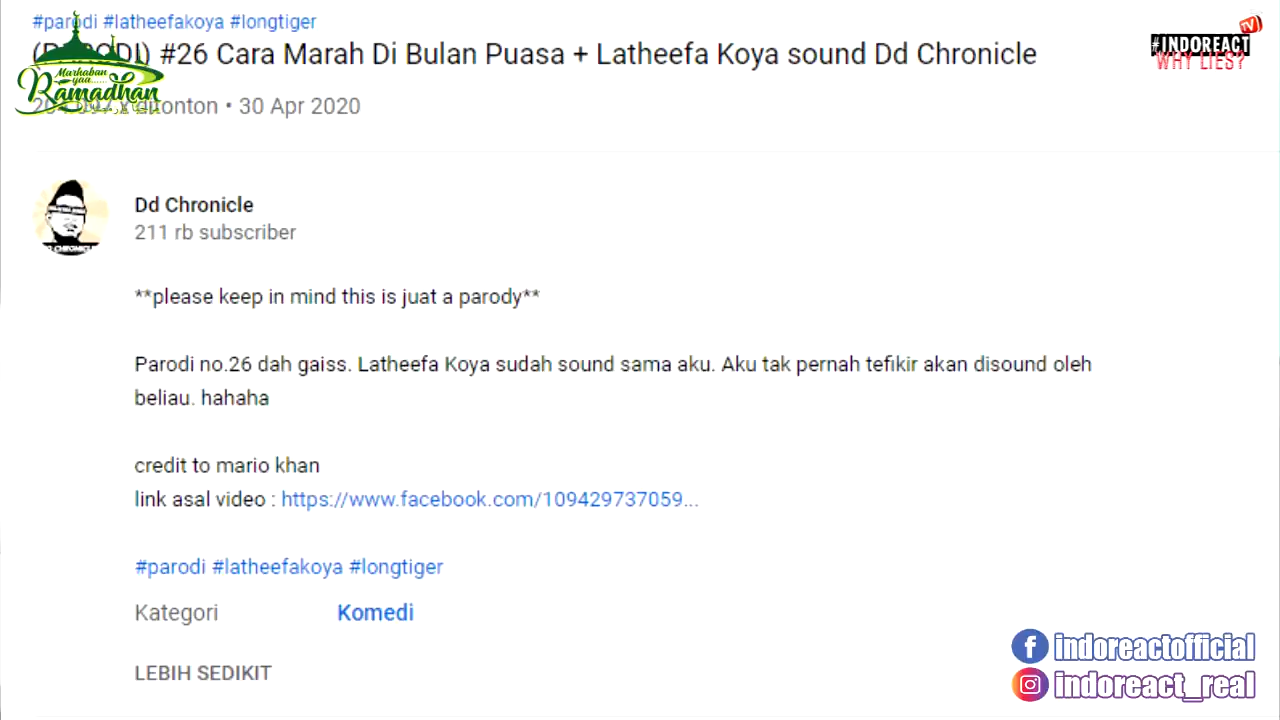 #parodi #latheefakoya #longtiger
#26 Cara Marah Di Bulan Puasa + Latheefa Koya sound Dd Chronicle
ditonton • 30 Apr 2020
Marhaban
yaa.....
Ramadhan
TV
#INDOREACT
WHY LIES?
Dd Chronicle
211 rb subscriber
**please keep in mind this is juat a parody**
Parodi no.26 dah gaiss. Latheefa Koya sudah sound sama aku. Aku tak pernah tefikir akan disound oleh
beliau. hahaha
credit to mario khan
link asal video : https://www.facebook.com/109429737059...
#parodi #latheefakoya #longtiger
Kategori Komedi
LEBIH SEDIKIT
indoreactofficial
indoreact_real